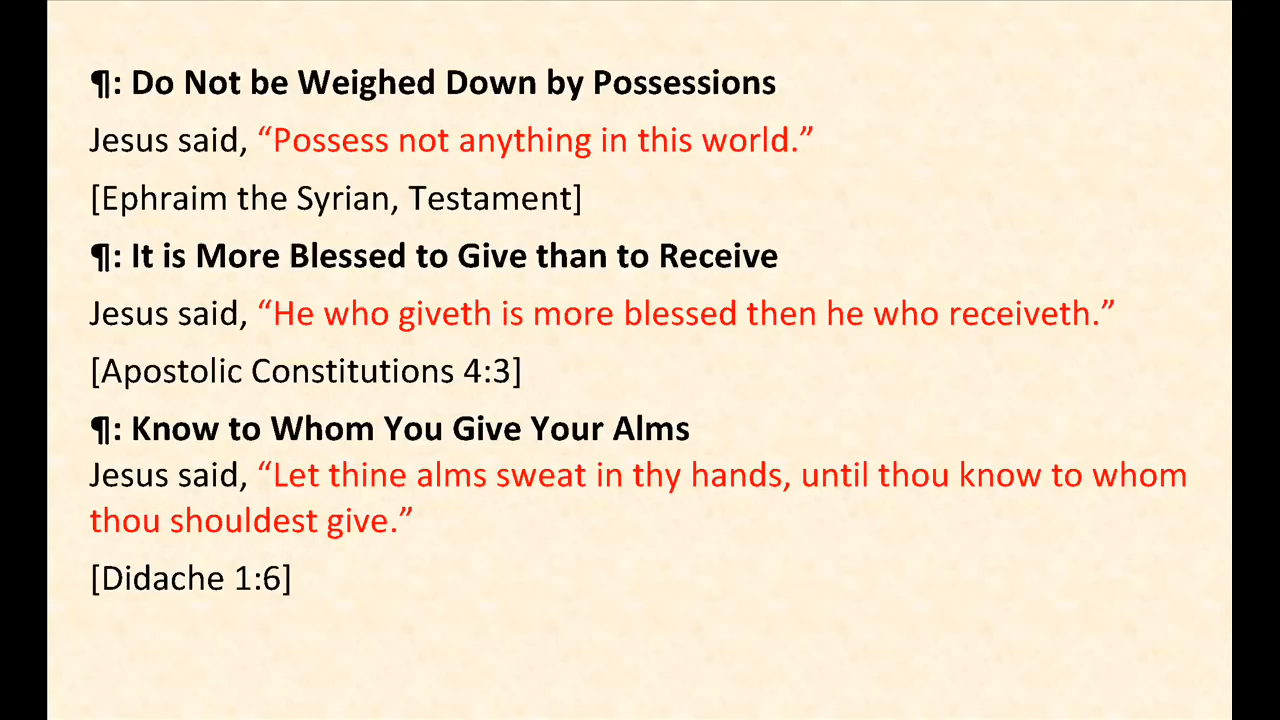 ¶: Do Not be Weighed Down by Possessions
Jesus said, “Possess not anything in this world.”
[Ephraim the Syrian, Testament]
¶: It is More Blessed to Give than to Receive
Jesus said, “He who giveth is more blessed then he who receiveth.”
[Apostolic Constitutions 4:3]
¶: Know to Whom You Give Your Alms
Jesus said, “Let thine alms sweat in thy hands, until thou know to whom
thou shouldest give.”
[Didache 1:6]